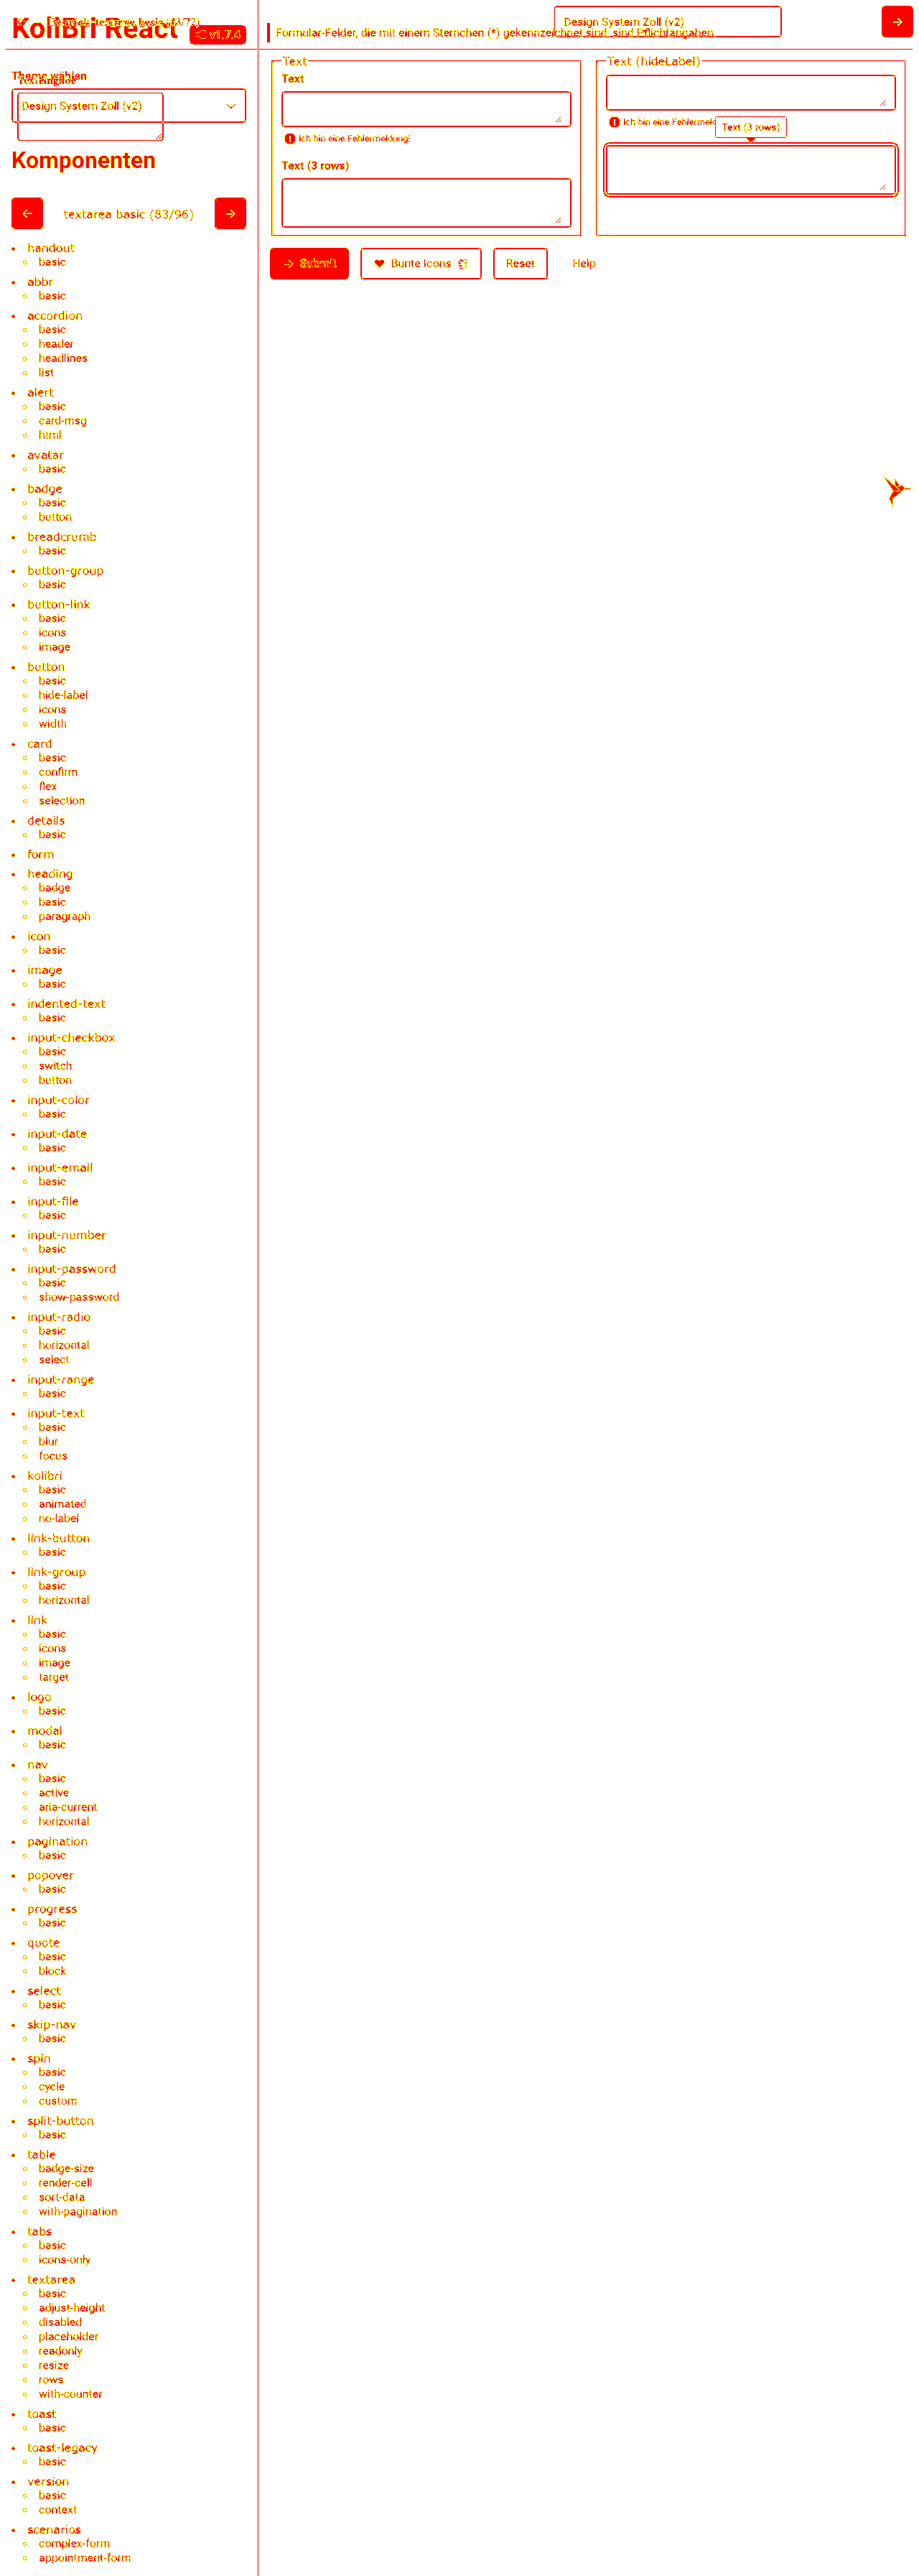 KoliBri React
v1.7.4
Theme wählen
Design System Zoll (v2)
Komponenten
textarea basic (83/96)
handout
basic
abbr
basic
accordion
basic
header
headlines
list
alert
basic
card-msg
html
avatar
basic
badge
basic
button
breadcrumb
basic
button-group
basic
button-link
basic
icons
image
button
basic
hide-label
icons
width
card
basic
confirm
flex
selection
details
basic
form
heading
badge
basic
paragraph
icon
basic
image
basic
indented-text
basic
input-checkbox
basic
switch
button
input-color
basic
input-date
basic
input-email
basic
input-file
basic
input-number
basic
input-password
basic
show-password
input-radio
basic
horizontal
select
input-range
basic
input-text
basic
blur
focus
kolibri
basic
animated
no-label
link-button
basic
link-group
basic
horizontal
link
basic
icons
image
target
logo
basic
modal
basic
nav
basic
active
aria-current
horizontal
pagination
basic
popover
basic
progress
basic
quote
basic
block
select
basic
skip-nav
basic
spin
basic
cycle
custom
split-button
basic
table
badge-size
render-cell
sort-data
with-pagination
tabs
basic
icons-only
textarea
basic
adjust-height
disabled
placeholder
readonly
resize
rows
with-counter
toast
basic
toast-legacy
basic
version
basic
context
scenarios
complex-form
appointment-form
Design System Zoll (v2)
Formular-Felder, die mit einem Sternchen (*) gekennzeichnet sind, sind Pflichtangaben.
Text
Text
Ich bin eine Fehlermeldung!
Text (3 rows)
Text (hideLabel)
Ich bin eine Fehlermeld
Text (3 rows)
Submit
Bunte Icons
Reset
Help